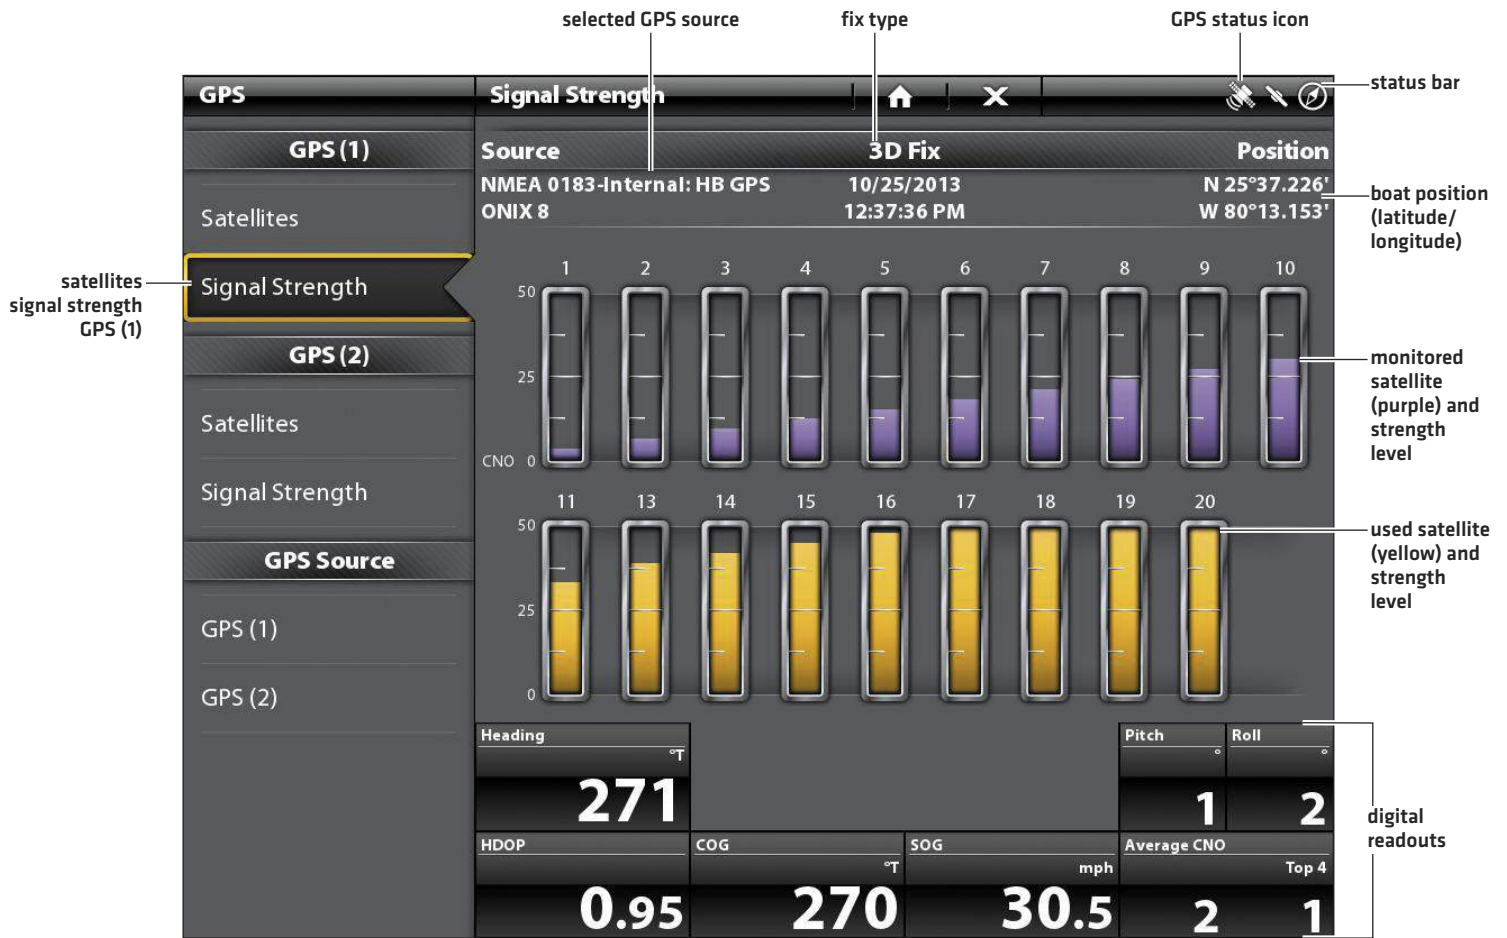 selected GPS source
fix type
GPS status icon
status bar
GPS
Signal Strength
GPS (1)
Source
3D Fix
Position
NMEA 0183-Internal: HB GPS
10/25/2013
N 25°37.226'
ONIX 8
12:37:36 PM
W 80°13.153'
boat position
(latitude/
longitude)
Satellites
Signal Strength
satellites
signal strength
GPS (1)
GPS (2)
Satellites
Signal Strength
GPS Source
GPS (1)
GPS (2)
1 2 3 4 5 6 7 8 9 10
50
25
CNO 0
monitored
satellite
(purple) and
strength
level
11 13 14 15 16 17 18 19 20
50
25
0
used satellite
(yellow) and
strength
level
Heading
°T
271
Pitch
°
1
Roll
°
2
HDOP
0.95
COG
°T
270
SOG
mph
30.5
Average CNO
Top 4
2 1
digital
readouts